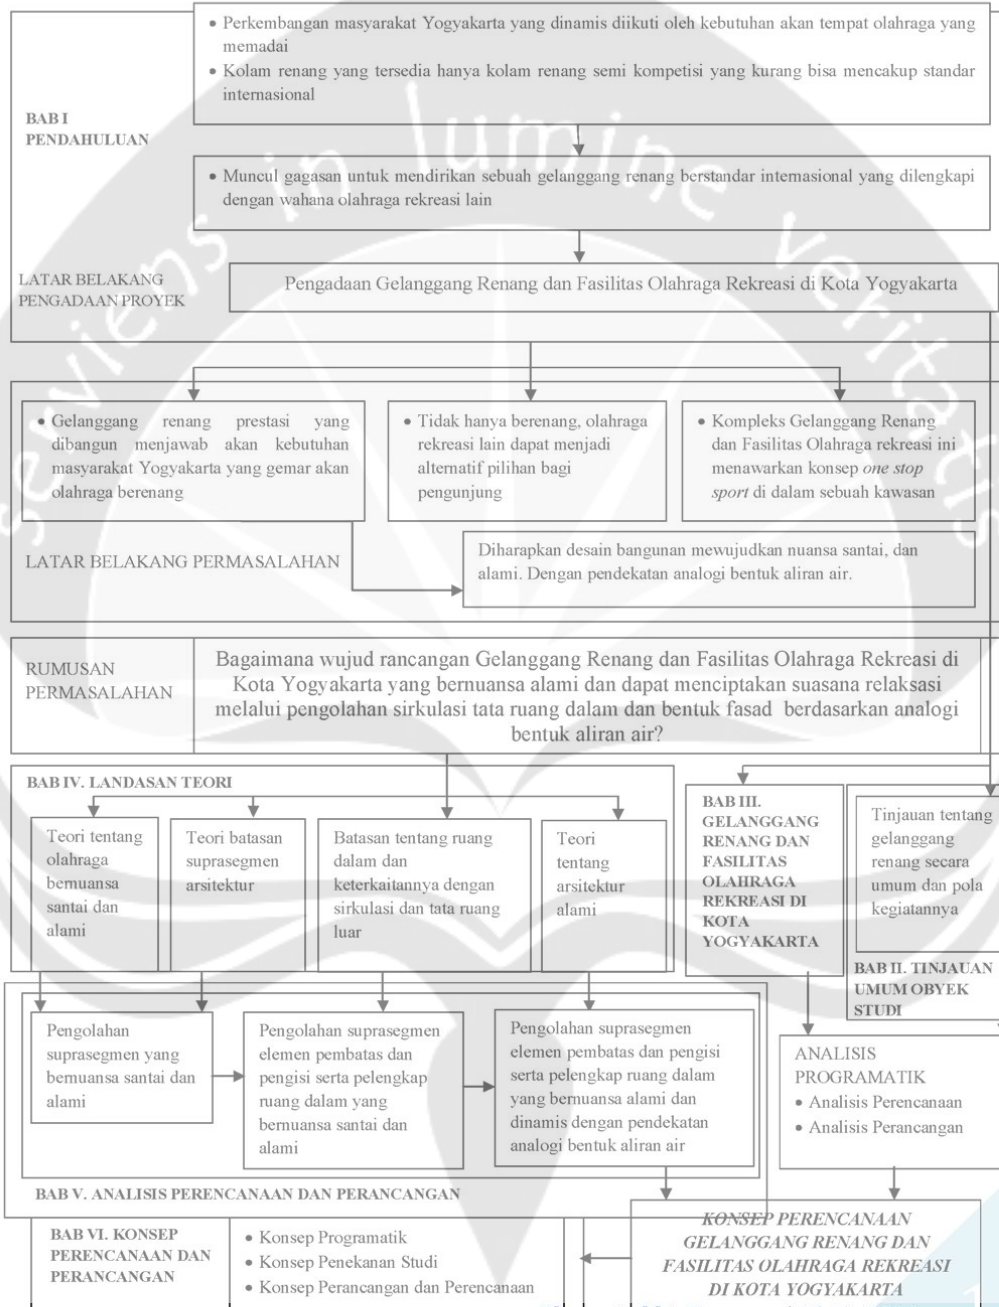 • Perkembangan masyarakat Yogyakarta yang dinamis diikuti oleh kebutuhan akan tempat olahraga yang
memadai
• Kolam renang yang tersedia hanya kolam renang semi kompetisi yang kurang bisa mencakup standar
internasional
BAB I
PENDAHULUAN
• Muncul gagasan untuk mendirikan sebuah gelanggang renang berstandar internasional yang dilengkapi
dengan wahana olahraga rekreasi lain
LATAR BELAKANG
PENGADAAN PROYEK
Pengadaan Gelanggang Renang dan Fasilitas Olahraga Rekreasi di Kota Yogyakarta
• Gelanggang renang prestasi yang
dibangun menjawab akan kebutuhan
masyarakat Yogyakarta yang gemar akan
olahraga berenang
• Tidak hanya berenang, olahraga
rekreasi lain dapat menjadi
alternatif pilihan bagi
pengunjung
• Kompleks Gelanggang Renang
dan Fasilitas Olahraga rekreasi ini
menawarkan konsep one stop
sport di dalam sebuah kawasan
LATAR BELAKANG PERMASALAHAN
Diharapkan desain bangunan mewujudkan nuansa santai, dan
alami. Dengan pendekatan analogi bentuk aliran air.
RUMUSAN
PERMASALAHAN
Bagaimana wujud rancangan Gelanggang Renang dan Fasilitas Olahraga Rekreasi di
Kota Yogyakarta yang bernuansa alami dan dapat menciptakan suasana relaksasi
melalui pengolahan sirkulasi tata ruang dalam dan bentuk fasad berdasarkan analogi
bentuk aliran air?
BAB IV. LANDASAN TEORI
Teori tentang
olahraga
bernuansa
santai dan
alami
Teori batasan
suprasegmen
arsitektur
Batasan tentang ruang
dalam dan
keterkaitannya dengan
sirkulasi dan tata ruang
luar
Teori
tentang
arsitektur
alami
BAB III.
GELANGGANG
RENANG DAN
FASILITAS
OLAHRAGA
REKREASI DI
KOTA
YOGYAKARTA
Tinjauan tentang
gelanggang
renang secara
umum dan pola
kegiatannya
BAB II. TINJAUAN
UMUM OBYEK
STUDI
Pengolahan
suprasegmen yang
bernuansa santai dan
alami
Pengolahan suprasegmen
elemen pembatas dan
pengisi serta pelengkap
ruang dalam yang
bernuansa santai dan
alami
Pengolahan suprasegmen
elemen pembatas dan pengisi
serta pelengkap ruang dalam
yang bernuansa alami dan
dinamis dengan pendekatan
analogi bentuk aliran air
ANALISIS
PROGRAMATIK
• Analisis Perencanaan
• Analisis Perancangan
BAB V. ANALISIS PERENCANAAN DAN PERANCANGAN
BAB VI. KONSEP
PERENCANAAN DAN
PERANCANGAN
• Konsep Programatik
• Konsep Penekanan Studi
• Konsep Perancangan dan Perencanaan
KONSEP PERENCANAAN
GELANGGANG RENANG DAN
FASILITAS OLAHRAGA REKREASI
DI KOTA YOGYAKARTA
serviens in lumine veritatis
1